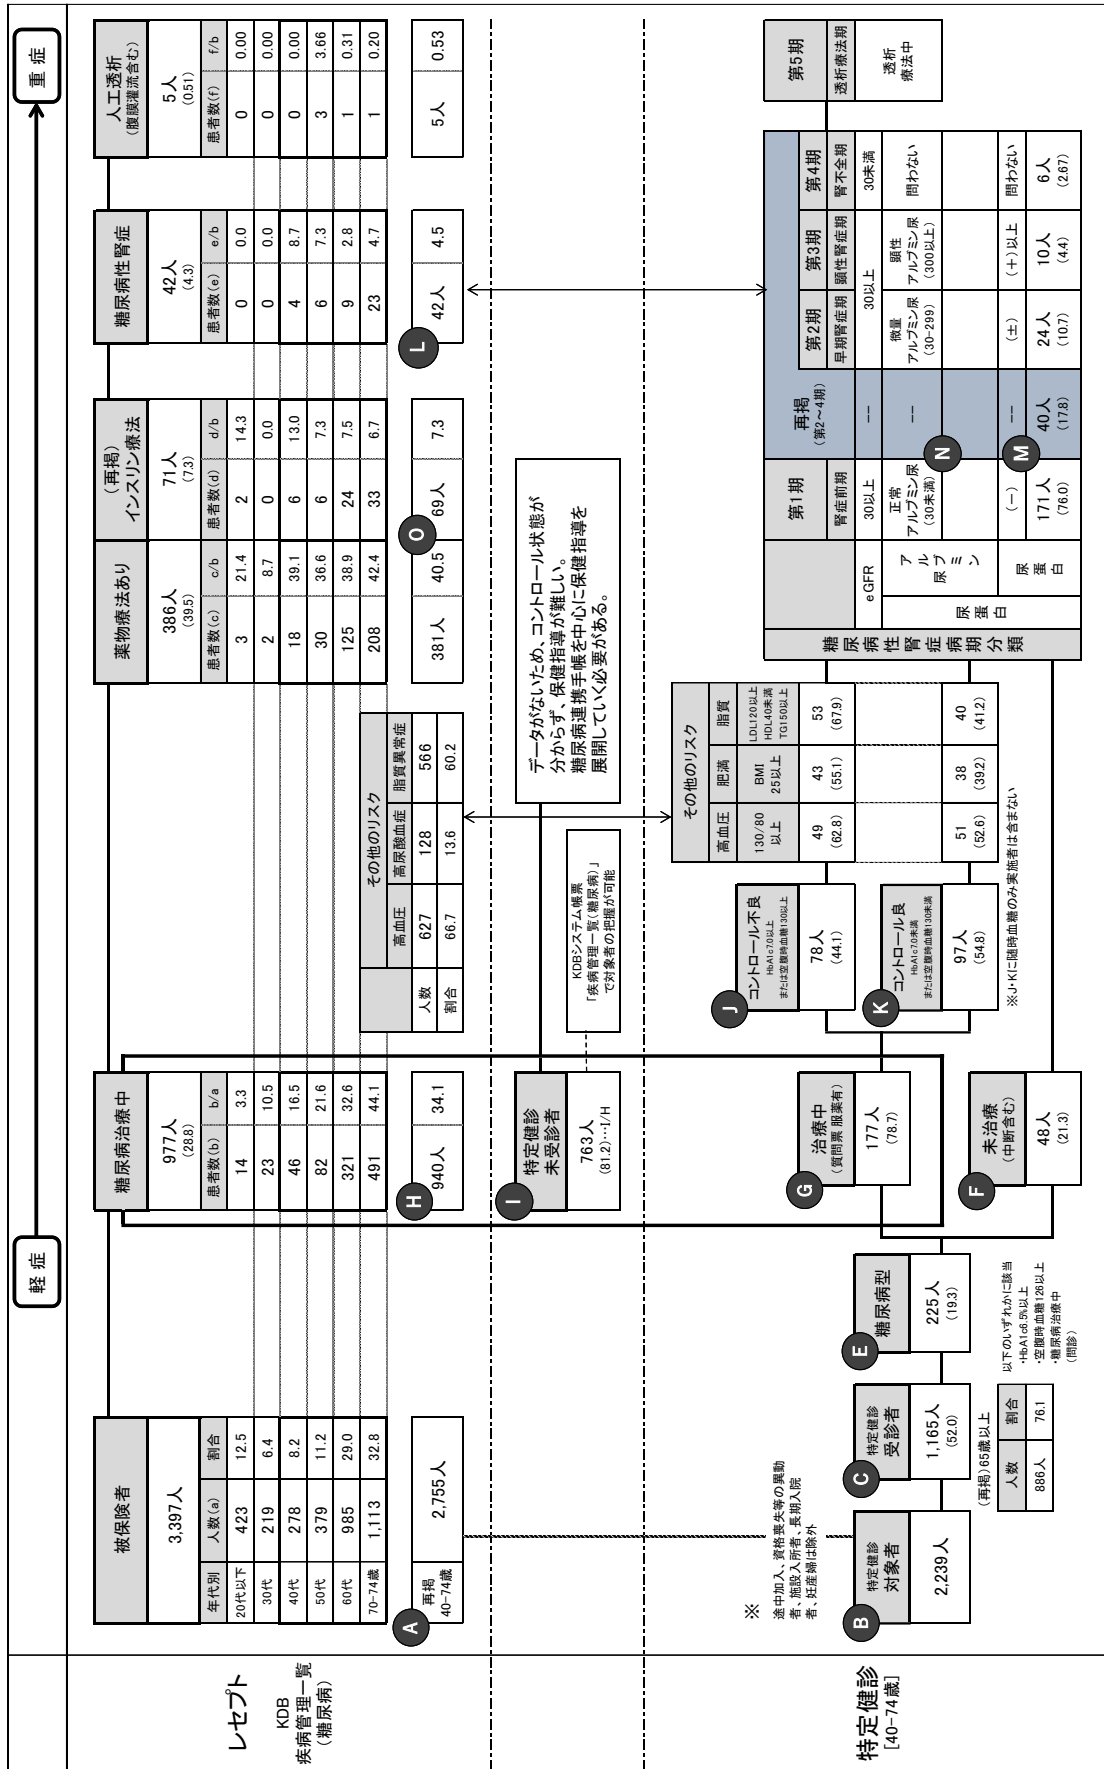 軽症
重症
レセプト
KDB
疾病管理一覧
(糖尿病)
被保険者
3,397人
年代別 人数(a) 割合
20代以下 423 12.5
30代 219 6.4
40代 278 8.2
50代 379 11.2
60代 985 29.0
70-74歳 1,113 32.8
A
再掲
40-74歳
2,755人
糖尿病治療中
977人
(28.8)
患者数(b) b/a
14 3.3
23 10.5
46 16.5
82 21.6
321 32.6
491 44.1
H
940人 34.1
その他のリスク
高血圧 高尿酸血症 脂質異常症
人数 627 128 566
割合 66.7 13.6 60.2
薬物療法あり
386人
(39.5)
患者数(c) c/b
3 21.4
2 8.7
18 39.1
30 36.6
125 38.9
208 42.4
381人 40.5
(再掲)
インスリン療法
71人
(7.3)
患者数(d) d/b
2 14.3
0 0.0
6 13.0
6 7.3
24 7.5
33 6.7
O
69人 7.3
糖尿病性腎症
42人
(4.3)
患者数(e) e/b
0 0.0
0 0.0
4 8.7
6 7.3
9 2.8
23 4.7
L
42人 4.5
人工透析
(腹膜灌流含む)
5人
(0.51)
患者数(f) f/b
0 0.00
0 0.00
0 0.00
3 3.66
1 0.31
1 0.20
5人 0.53
I
特定健診
未受診者
763人
(81.2)…I/H
KDBシステム帳票
「疾病管理一覧(糖尿病)」
で対象者の把握が可能
データがないため、コントロール状態が
分からず、保健指導が難しい。
糖尿病連携手帳を中心に保健指導を
展開していく必要がある。
特定健診
[40-74歳]
※
途中加入、資格喪失等の異動
者、施設入所者、長期入院
者、妊産婦は除外
B
特定健診
対象者
2,239人
C
特定健診
受診者
1,165人
(52.0)
(再掲)65歳以上
人数 割合
886人 76.1
E
糖尿病型
225人
(19.3)
以下のいずれかに該当
・HbA1c6.5%以上
・空腹時血糖126以上
・糖尿病治療中
(問診)
G
治療中
(質問票 服薬有)
177人
(78.7)
F
未治療
(中断含む)
48人
(21.3)
J
コントロール不良
HbA1c7.0以上
または空腹時血糖130以上
78人
(44.1)
K
コントロール良
HbA1c7.0未満
または空腹時血糖130未満
97人
(54.8)
※J・Kに随時血糖のみ実施者は含まない
その他のリスク
高血圧 肥満 脂質
130/80
以上
BMI
25以上
LDL120以上
HDL40未満
TG150以上
49 43 53
(62.8) (55.1) (67.9)
51 38 40
(52.6) (39.2) (41.2)
糖尿病性腎症病期分類
第1期 再掲
(第2~4期)
第2期 第3期 第4期
腎症前期 早期腎症期 顕性腎症期 腎不全期
eGFR 30以上 -- 30以上 30未満
尿蛋白
尿アルブミン
正常
アルブミン尿
(30未満)
--
微量
アルブミン尿
(30-299)
顕性
アルブミン尿
(300以上)
問わない
N
尿蛋白 (-) -- (±) (+)以上 問わない
M
171人 40人 24人 10人 6人
(76.0) (17.8) (10.7) (4.4) (2.67)
第5期
透析療法期
透析
療法中